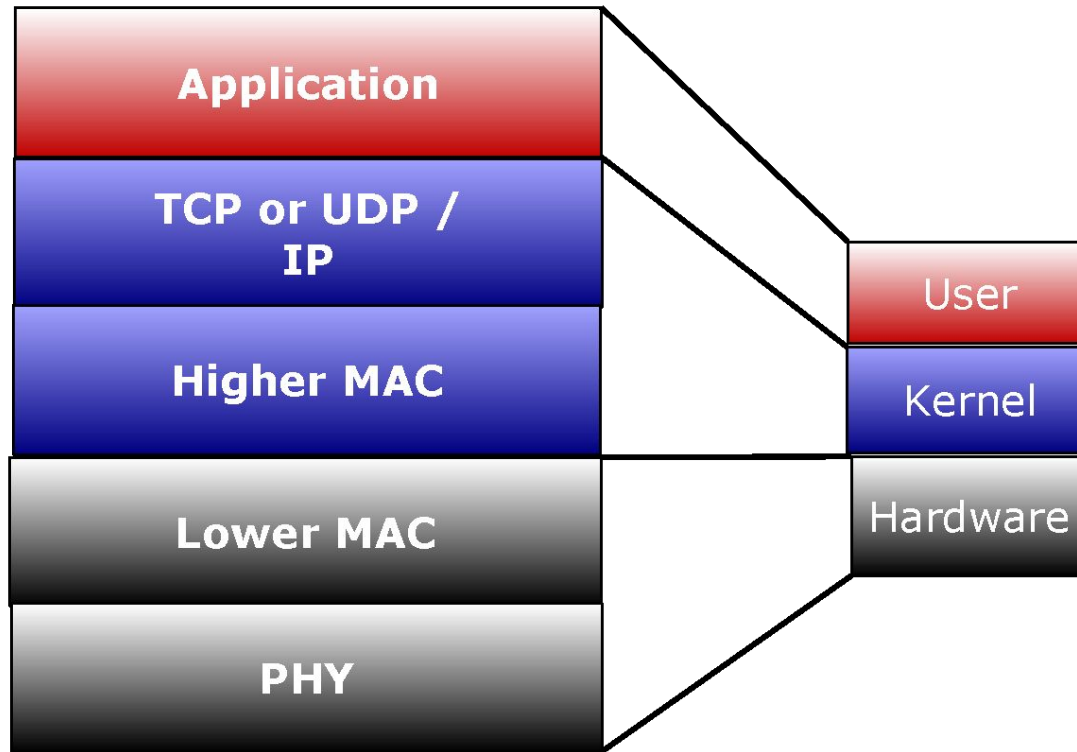 Application
TCP or UDP /
IP
Higher MAC
Lower MAC
PHY
User
Kernel
Hardware